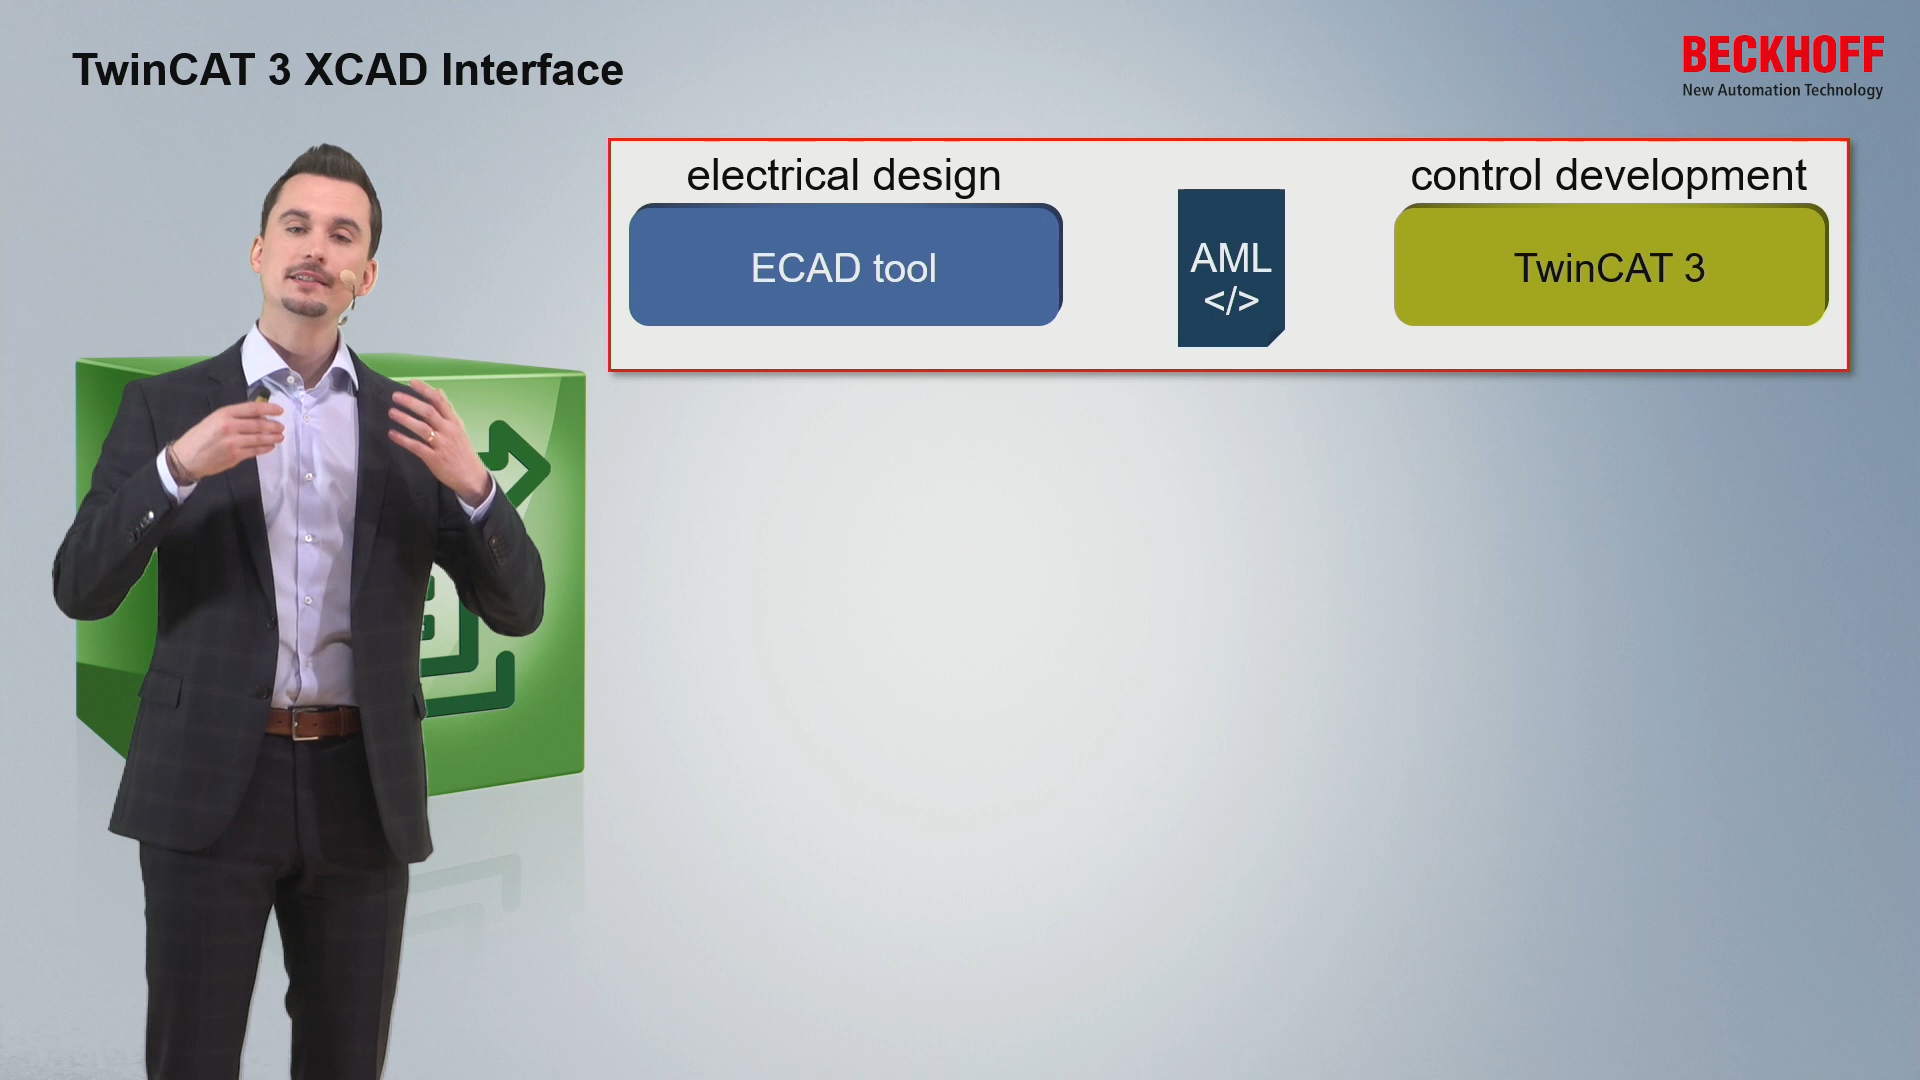 TwinCAT 3 XCAD Interface
BECKHOFF
New Automation Technology
electrical design
control development
ECAD tool
AML
</>
TwinCAT 3